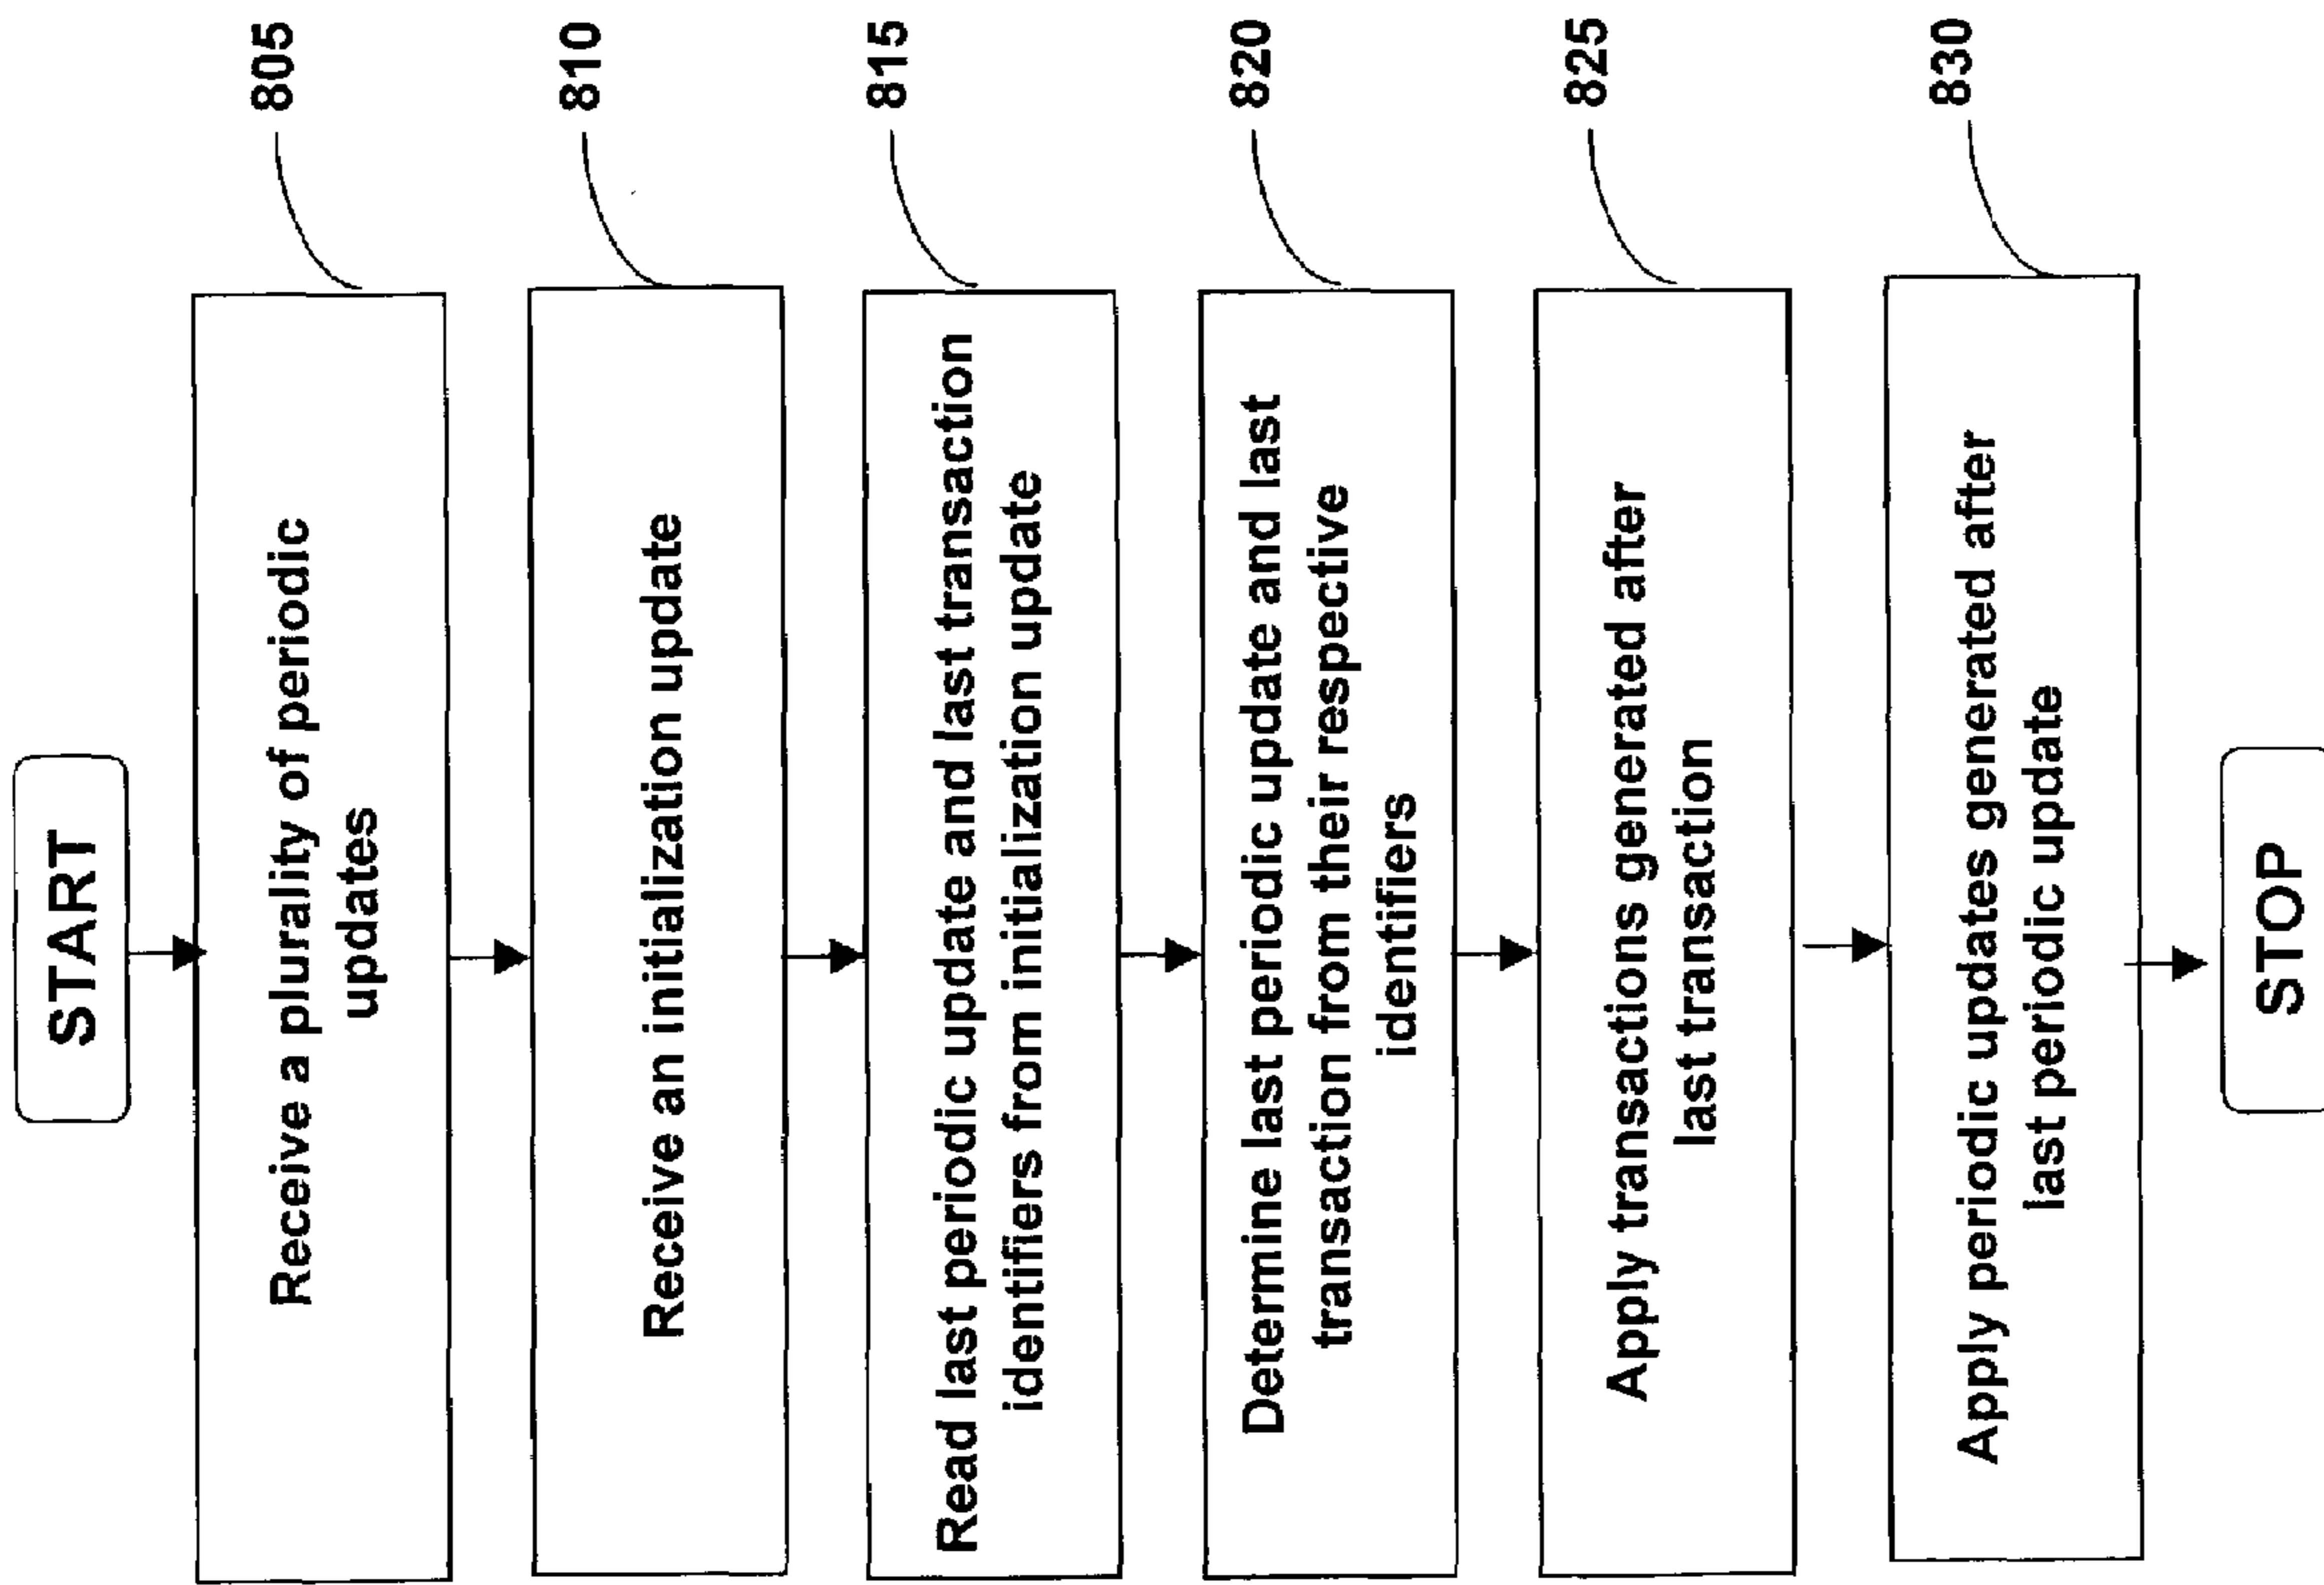 START
805
Receive a plurality of periodic
updates
810
Receive an initialization update
815
Read last periodic update and last transaction
identifiers from initialization update
820
Determine last periodic update and last
transaction from their respective
identifiers
825
Apply transactions generated after
last transaction
830
Apply periodic updates generated after
last periodic update
STOP